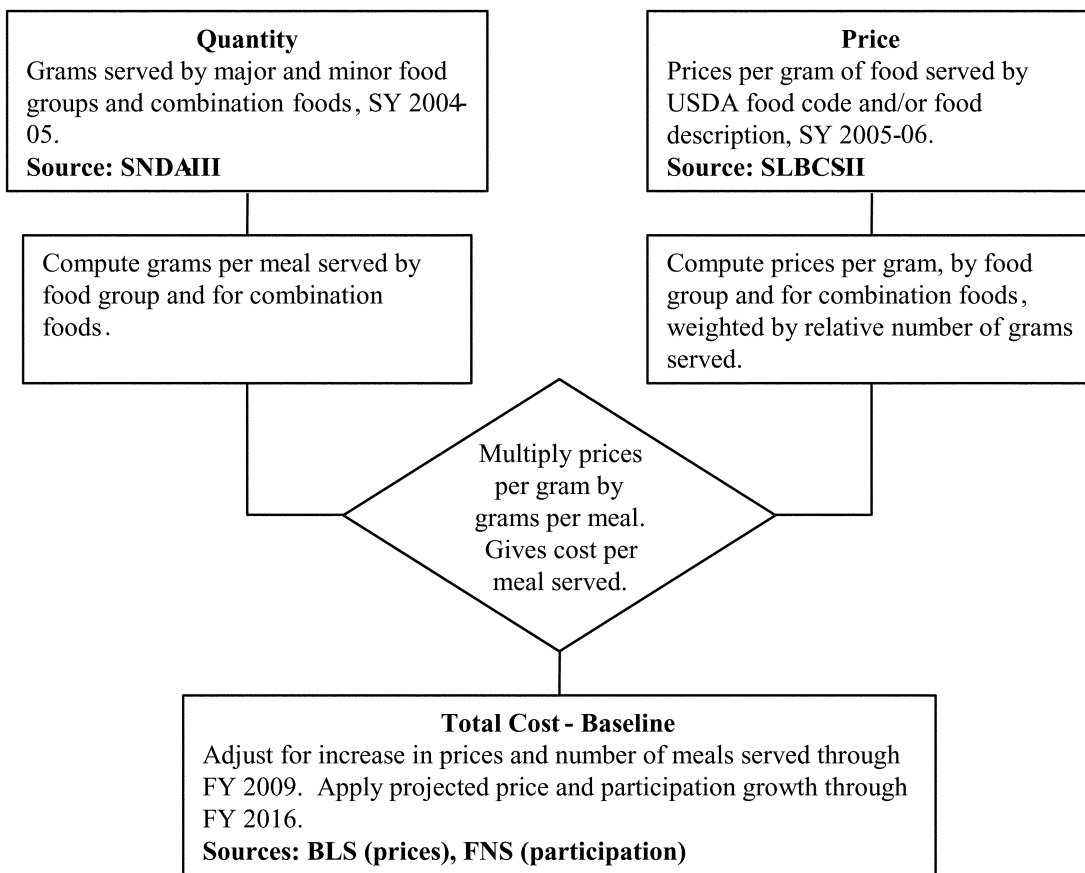 Quantity
Grams served by major and minor food
groups and combination foods, SY 2004-
05.
Source: SNDA-III
Price
Prices per gram of food served by
USDA food code and/or food
description, SY 2005-06.
Source: SLBCS-II
Compute grams per meal served by
food group and for combination
foods.
Compute prices per gram, by food
group and for combination foods,
weighted by relative number of grams
served.
Multiply prices
per gram by
grams per meal.
Gives cost per
meal served.
Total Cost - Baseline
Adjust for increase in prices and number of meals served through
FY 2009.  Apply projected price and participation growth through
FY 2016.
Sources: BLS (prices), FNS (participation)